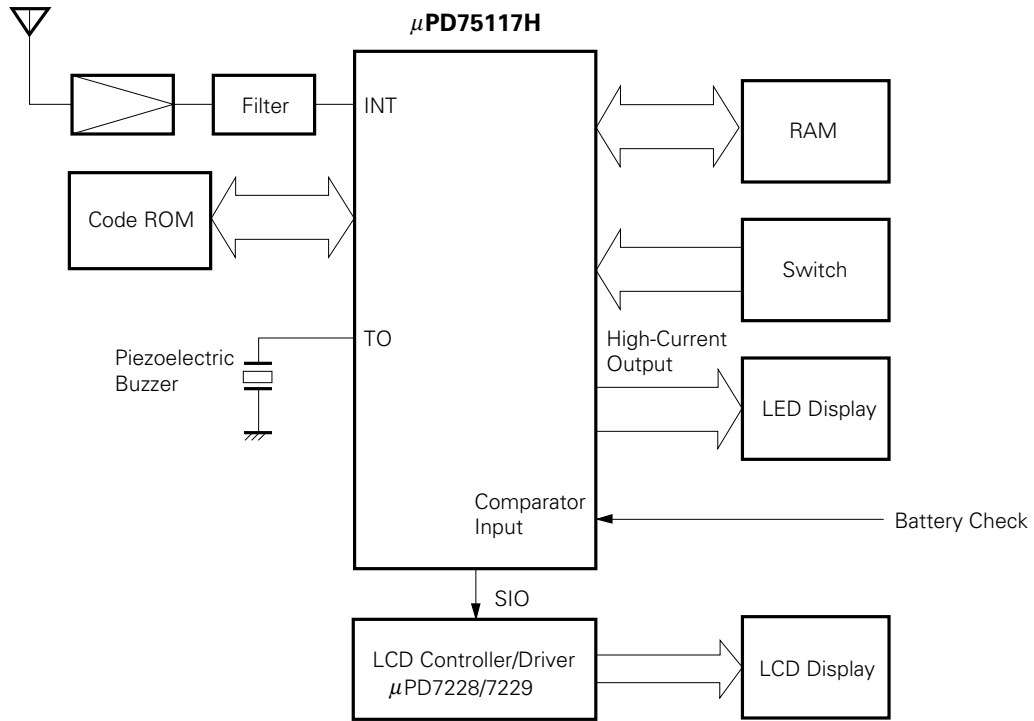 μPD75117H
Filter
INT
RAM
Code ROM
Switch
TO
Piezoelectric
Buzzer
High-Current
Output
LED Display
Comparator
Input
Battery Check
SIO
LCD Controller/Driver
μPD7228/7229
LCD Display